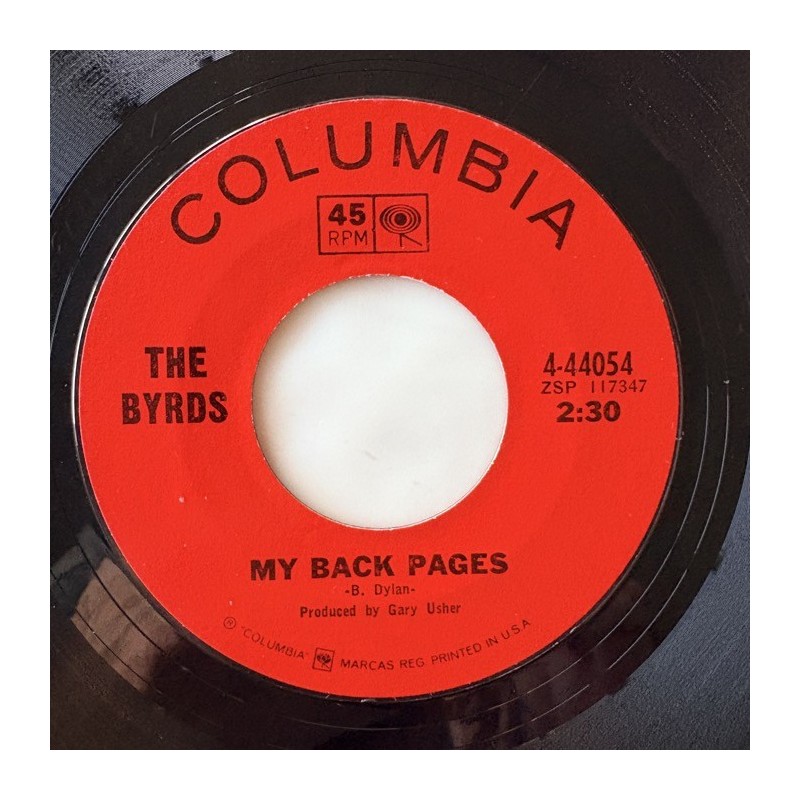 COLUMBIA
45
RPM
THE
BYRDS
4-44054
ZSP 117347
2:30
MY BACK PAGES
-B. Dylan-
Produced by Gary Usher
® "COLUMBIA" MARCAS REG. PRINTED IN U.S.A.